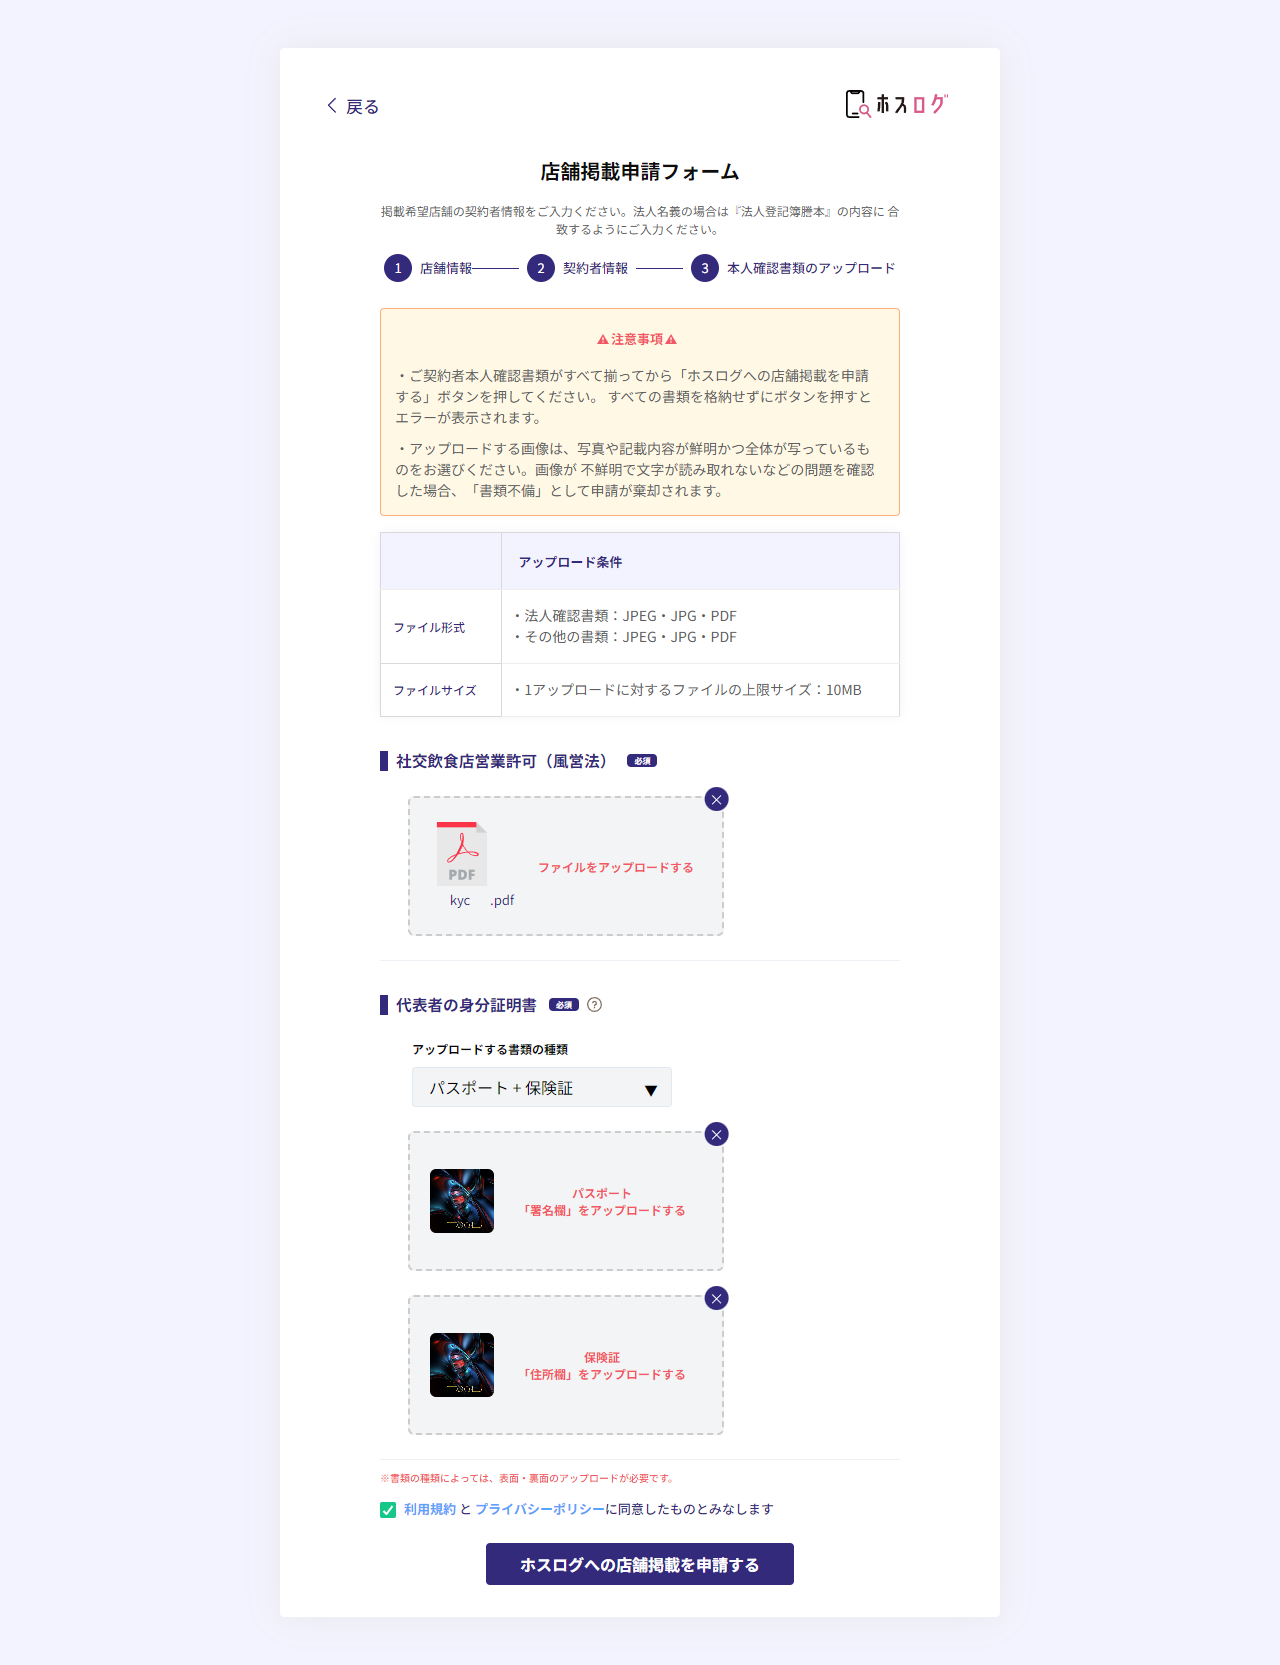 戻る
ホスログ
店舗掲載申請フォーム
掲載希望店舗の契約者情報をご入力ください。法人名義の場合は『法人登記簿謄本』の内容に 合
致するようにご入力ください。
1 店舗情報 2 契約者情報 3 本人確認書類のアップロード
⚠注意事項⚠
・ご契約者本人確認書類がすべて揃ってから「ホスログへの店舗掲載を申請
する」ボタンを押してください。 すべての書類を格納せずにボタンを押すと
エラーが表示されます。
・アップロードする画像は、写真や記載内容が鮮明かつ全体が写っているも
のをお選びください。画像が 不鮮明で文字が読み取れないなどの問題を確認
した場合、「書類不備」として申請が棄却されます。
アップロード条件
ファイル形式
・法人確認書類：JPEG・JPG・PDF
・その他の書類：JPEG・JPG・PDF
ファイルサイズ
・1アップロードに対するファイルの上限サイズ：10MB
社交飲食店営業許可（風営法） 必須
PDF
kyc .pdf
ファイルをアップロードする
代表者の身分証明書 必須 ?
アップロードする書類の種類
パスポート + 保険証 ▼
パスポート
「署名欄」をアップロードする
保険証
「住所欄」をアップロードする
※書類の種類によっては、表面・裏面のアップロードが必要です。
利用規約 と プライバシーポリシーに同意したものとみなします
ホスログへの店舗掲載を申請する